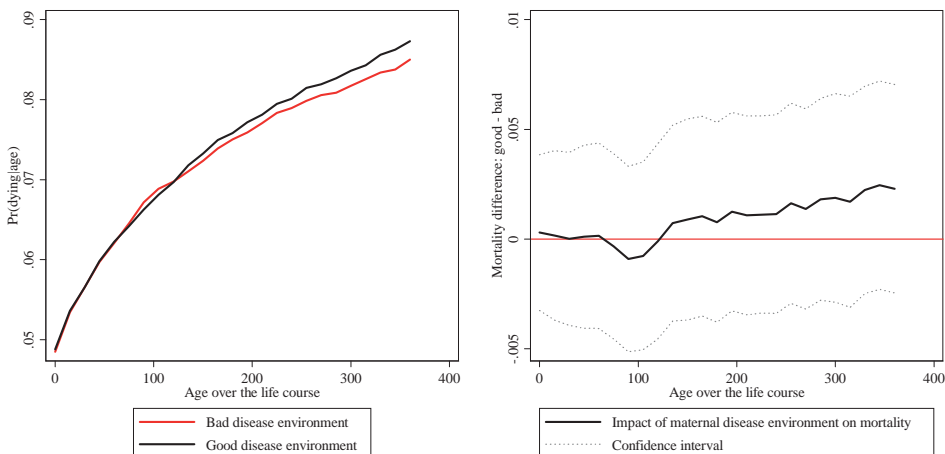 Pr(dying|age)
.09
.08
.07
.06
.05
0
100
200
300
400
Age over the life course
Bad disease environment
Good disease environment
Mortality difference: good - bad
.01
.005
0
-.005
0
100
200
300
400
Age over the life course
Impact of maternal disease environment on mortality
Confidence interval